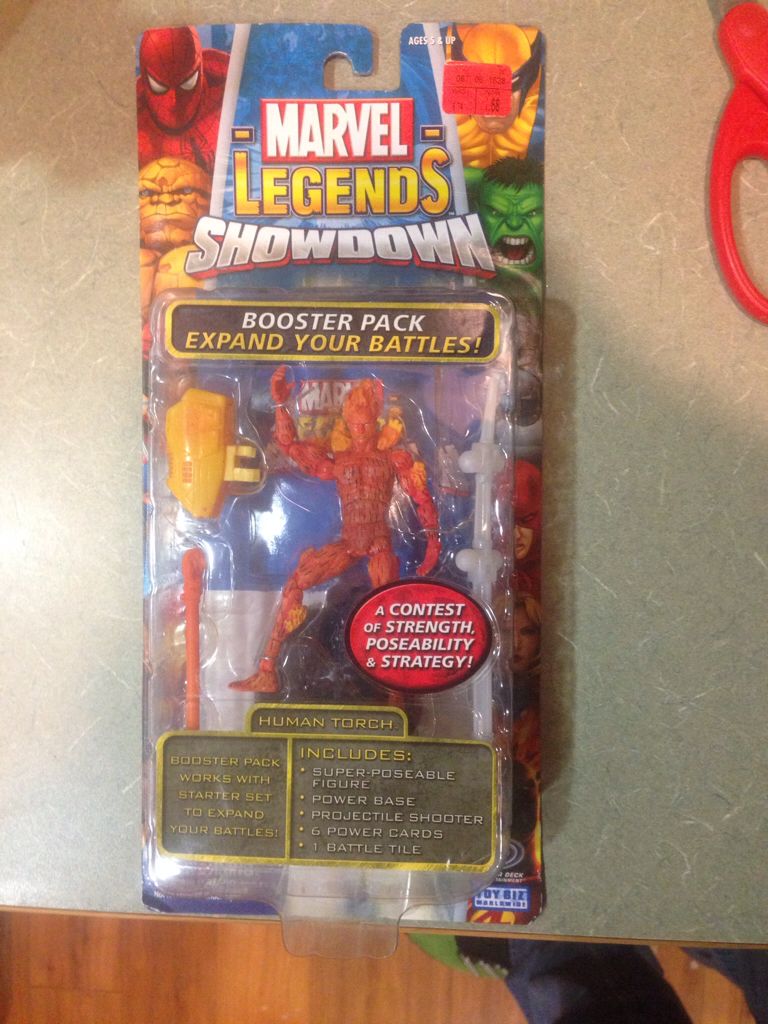 AGES 5 & UP
MARVEL
LEGENDS
SHOWDOWN
BOOSTER PACK
EXPAND YOUR BATTLES!
MARV
A CONTEST
OF STRENGTH,
POSEABILITY
& STRATEGY!
HUMAN TORCH
BOOSTER PACK
WORKS WITH
STARTER SET
TO EXPAND
YOUR BATTLES!
INCLUDES:
• SUPER-POSEABLE
FIGURE
• POWER BASE
• PROJECTILE SHOOTER
• 6 POWER CARDS
• 1 BATTLE TILE
DECK
TOY BIZ
WORLDWIDE